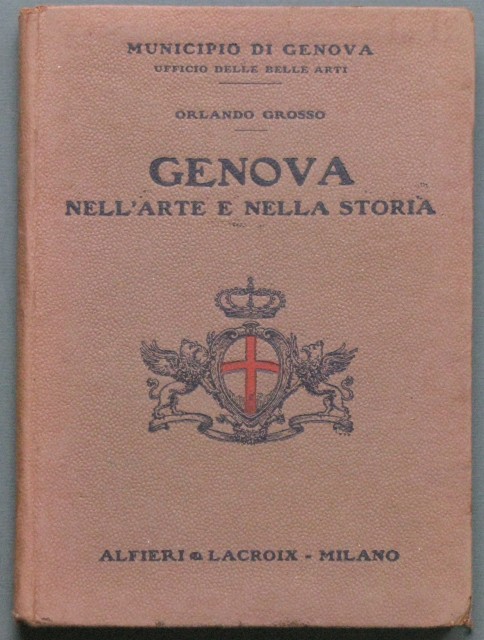 MUNICIPIO DI GENOVA
UFFICIO DELLE BELLE ARTI
ORLANDO GROSSO
GENOVA
NELL'ARTE E NELLA STORIA
ALFIERI & LACROIX - MILANO